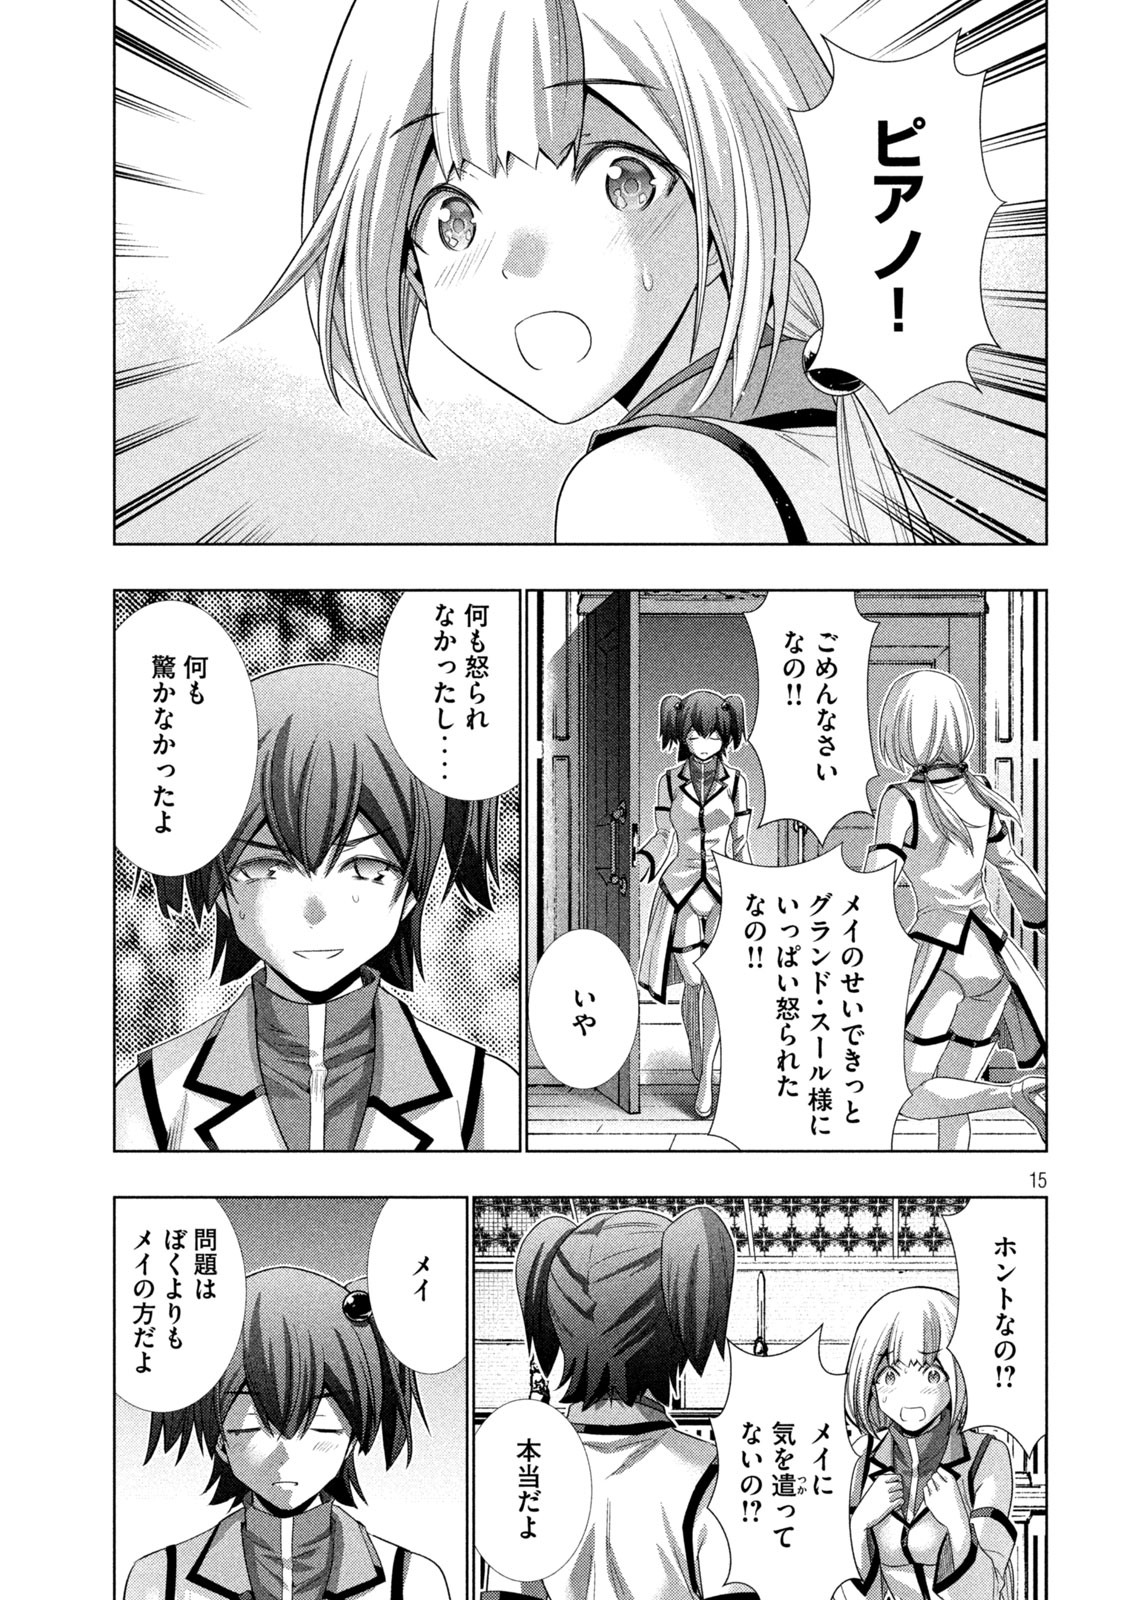 ピアノ！
ごめんなさい
なの!!
メイのせいできっと
グランド・スール様に
いっぱい怒られた
なの!!
いや
何も怒られ
なかったし‥‥
何も
驚かなかったよ
15
ホントなの!?
メイに
気を遣って
つか
ないの!?
本当だよ
メイ
問題は
ぼくよりも
メイの方だよ